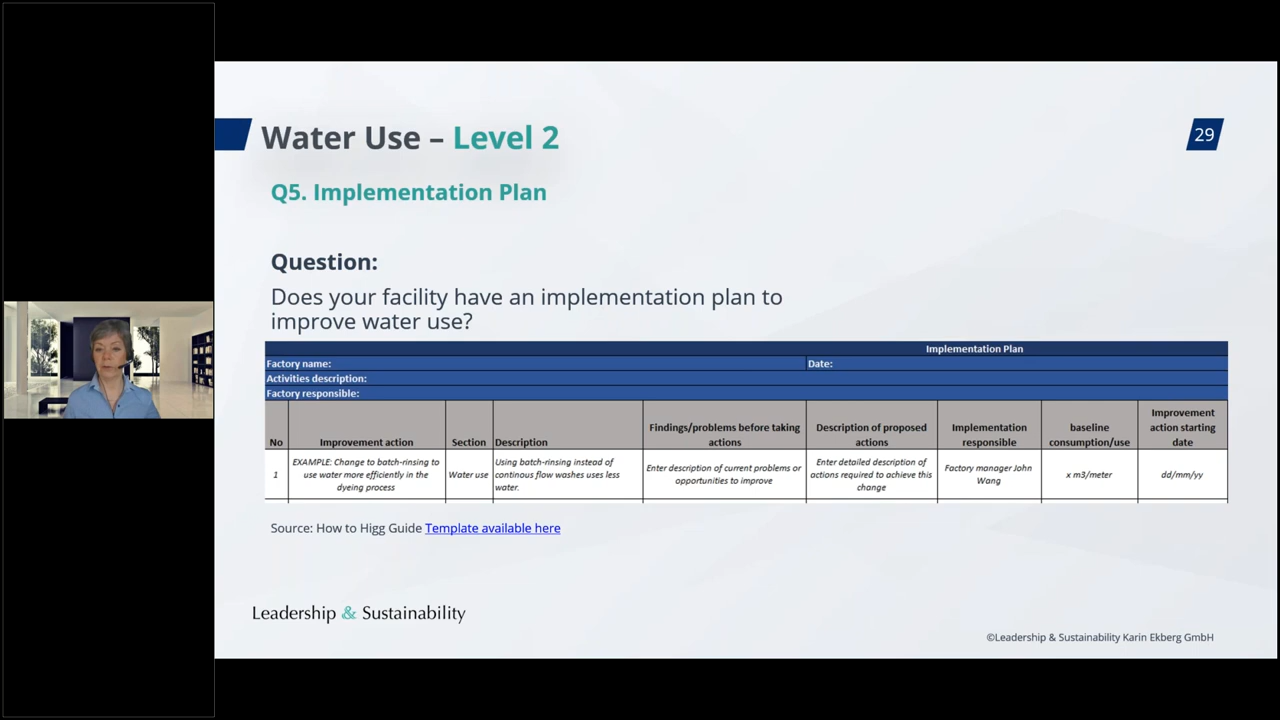 Water Use – Level 2
29
Q5. Implementation Plan
Question:
Does your facility have an implementation plan to
improve water use?
Implementation Plan
Factory name:
Date:
Activities description:
Factory responsible:
No
Improvement action
Section
Description
Findings/problems before taking
actions
Description of proposed
actions
Implementation
responsible
baseline
consumption/use
Improvement
action starting
date
1
EXAMPLE: Change to batch-rinsing to
use water more efficiently in the
dyeing process
Water use
Using batch-rinsing instead of
continous flow washes uses less
water.
Enter description of current problems or
opportunities to improve
Enter detailed description of
actions required to achieve this
change
Factory manager John
Wang
x m3/meter
dd/mm/yy
Source: How to Higg Guide Template available here
Leadership & Sustainability
©Leadership & Sustainability Karin Ekberg GmbH